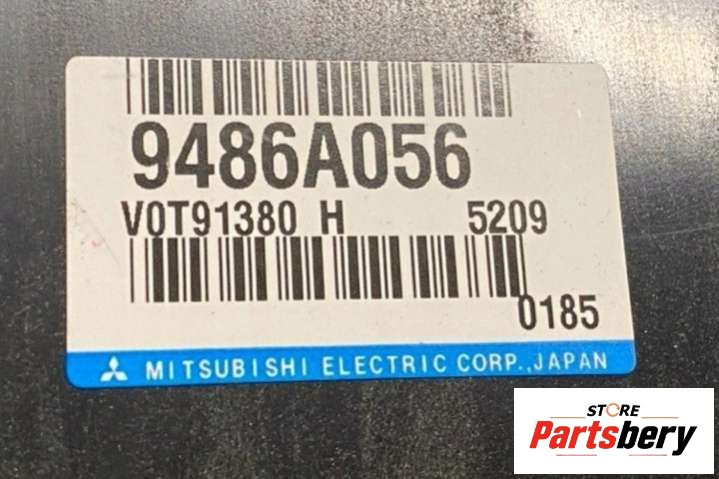 9486A056
V0T91380 H 5209
0185
MITSUBISHI ELECTRIC CORP., JAPAN
STORE
Partsbery